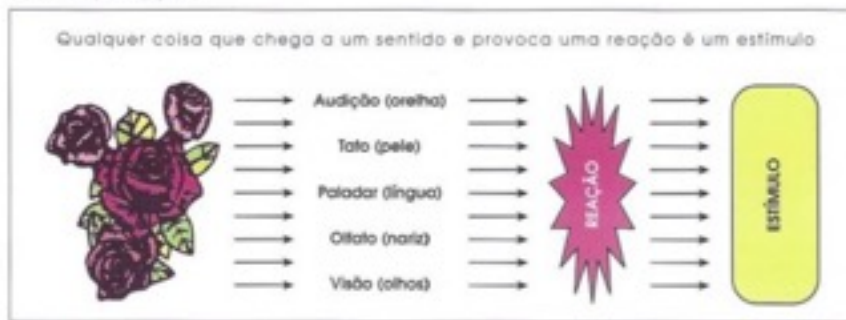 Qualquer coisa que chega a um sentido e provoca uma reação é um estímulo
Audição (orelha)
Tato (pele)
Paladar (língua)
Olfato (nariz)
Visão (olhos)
REAÇÃO
ESTÍMULO